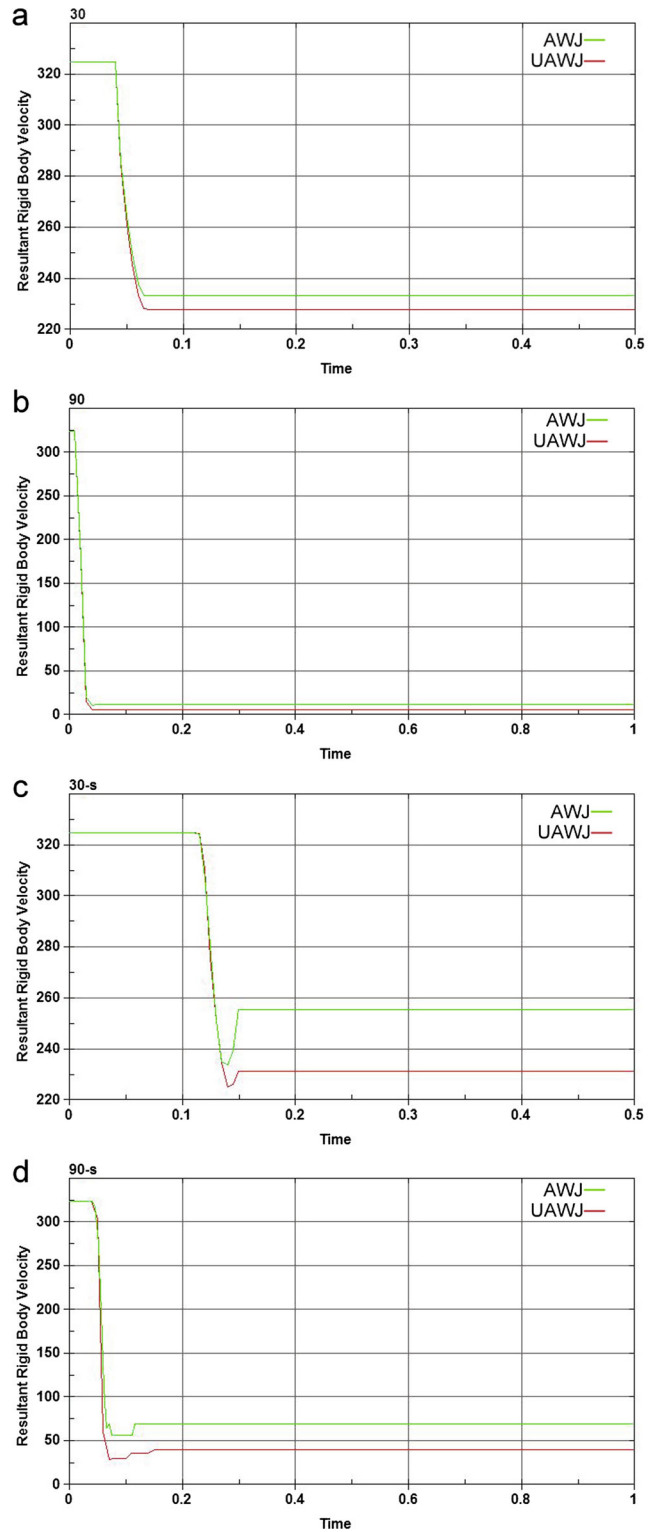 a
30
AWJ
UAWJ
320
300
280
260
240
220
Resultant Rigid Body Velocity
0 0.1 0.2 0.3 0.4 0.5
Time
b
90
AWJ
UAWJ
300
250
200
150
100
50
0
Resultant Rigid Body Velocity
0 0.2 0.4 0.6 0.8 1
Time
c
30-s
AWJ
UAWJ
320
300
280
260
240
220
Resultant Rigid Body Velocity
0 0.1 0.2 0.3 0.4 0.5
Time
d
90-s
AWJ
UAWJ
300
250
200
150
100
50
0
Resultant Rigid Body Velocity
0 0.2 0.4 0.6 0.8 1
Time